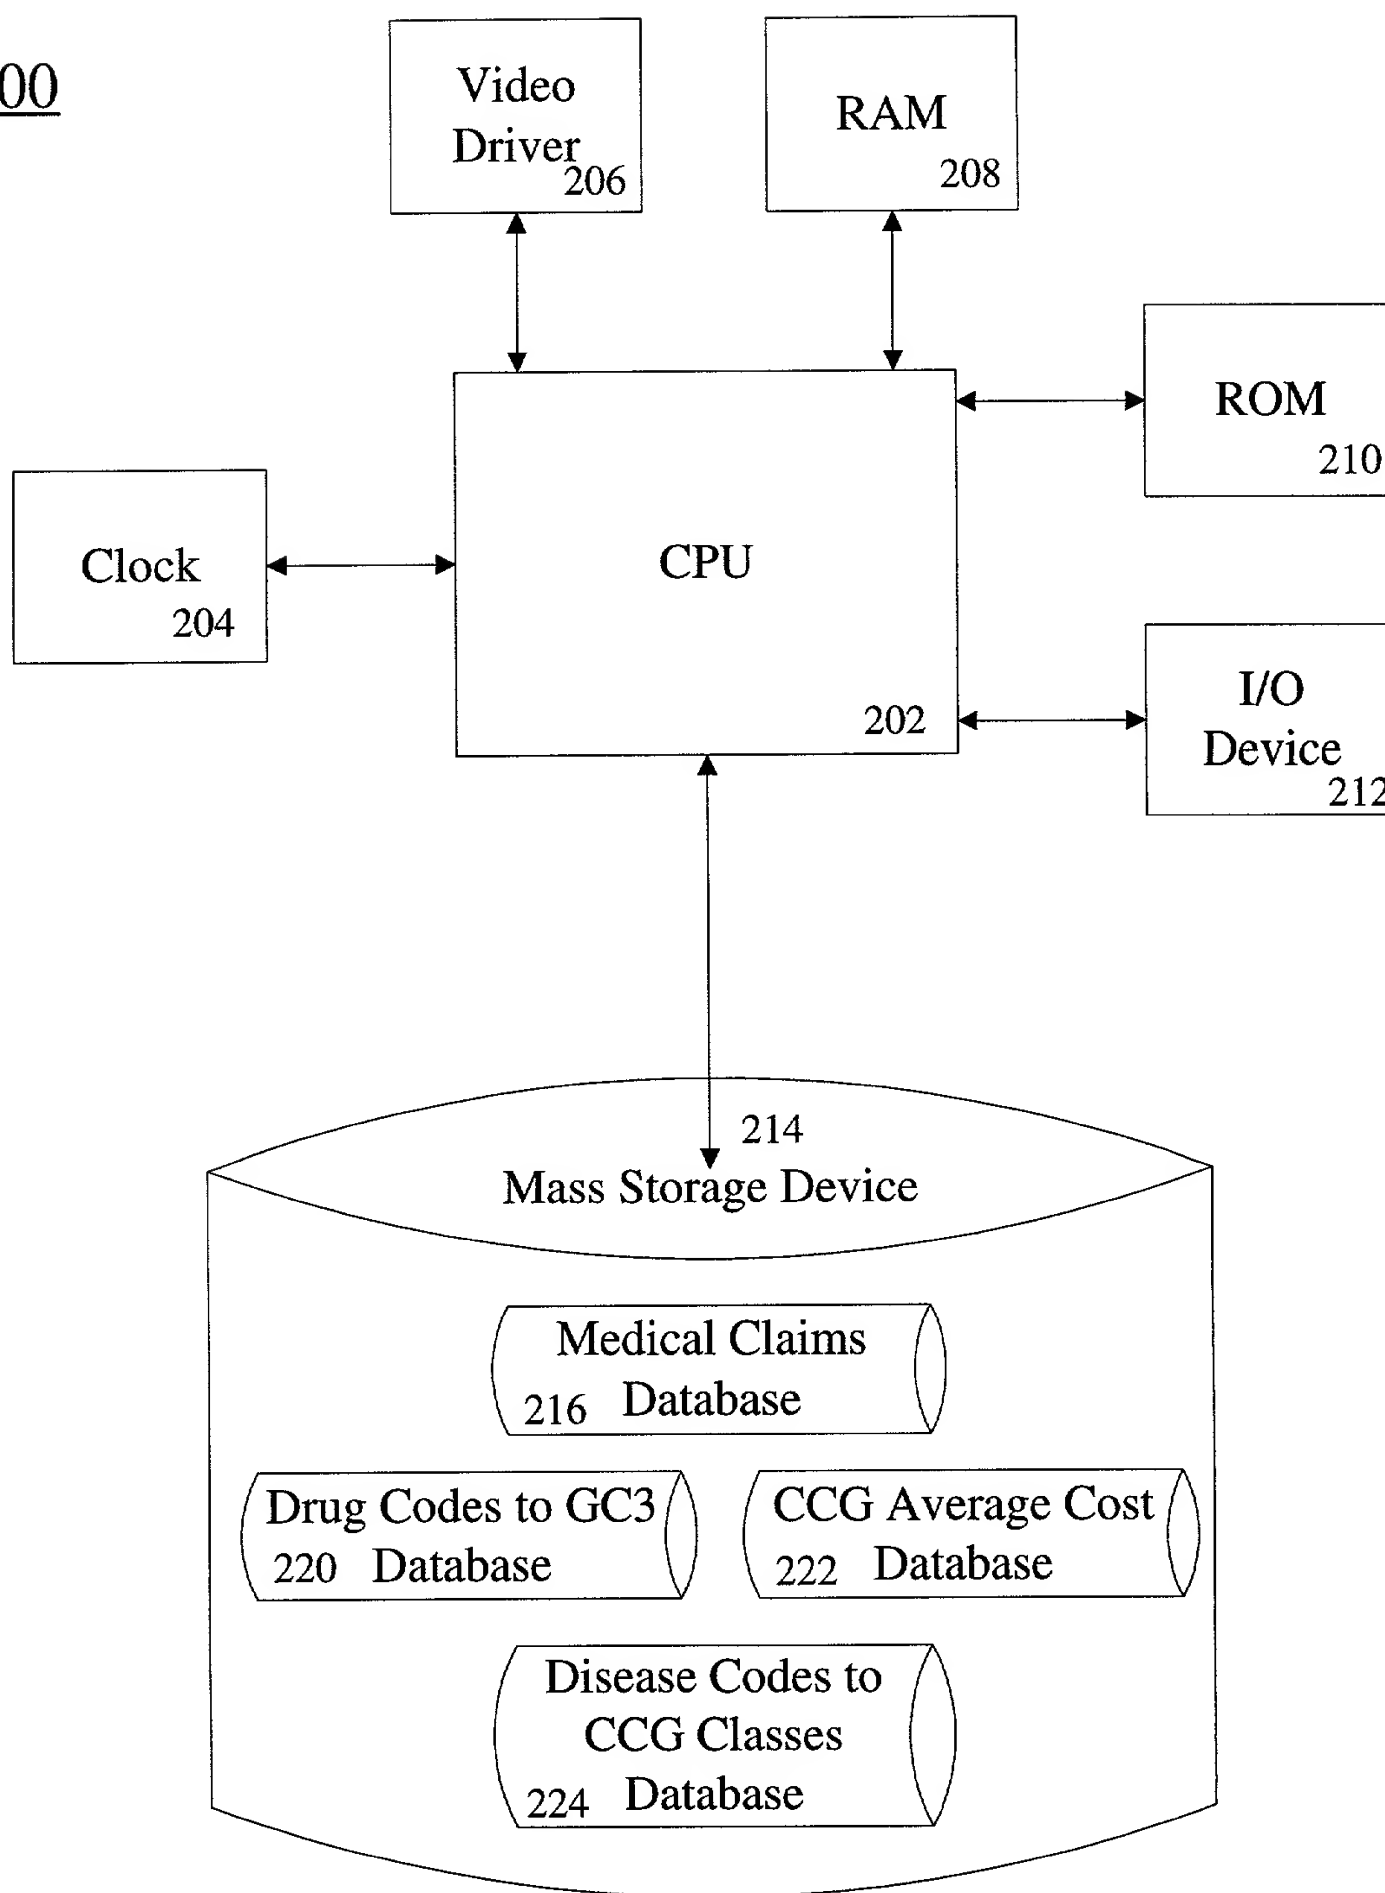 00
Video
Driver
206
RAM
208
ROM
210
Clock
204
CPU
202
I/O
Device
212
214
Mass Storage Device
Medical Claims
216 Database
Drug Codes to GC3
220 Database
CCG Average Cost
222 Database
Disease Codes to
CCG Classes
224 Database